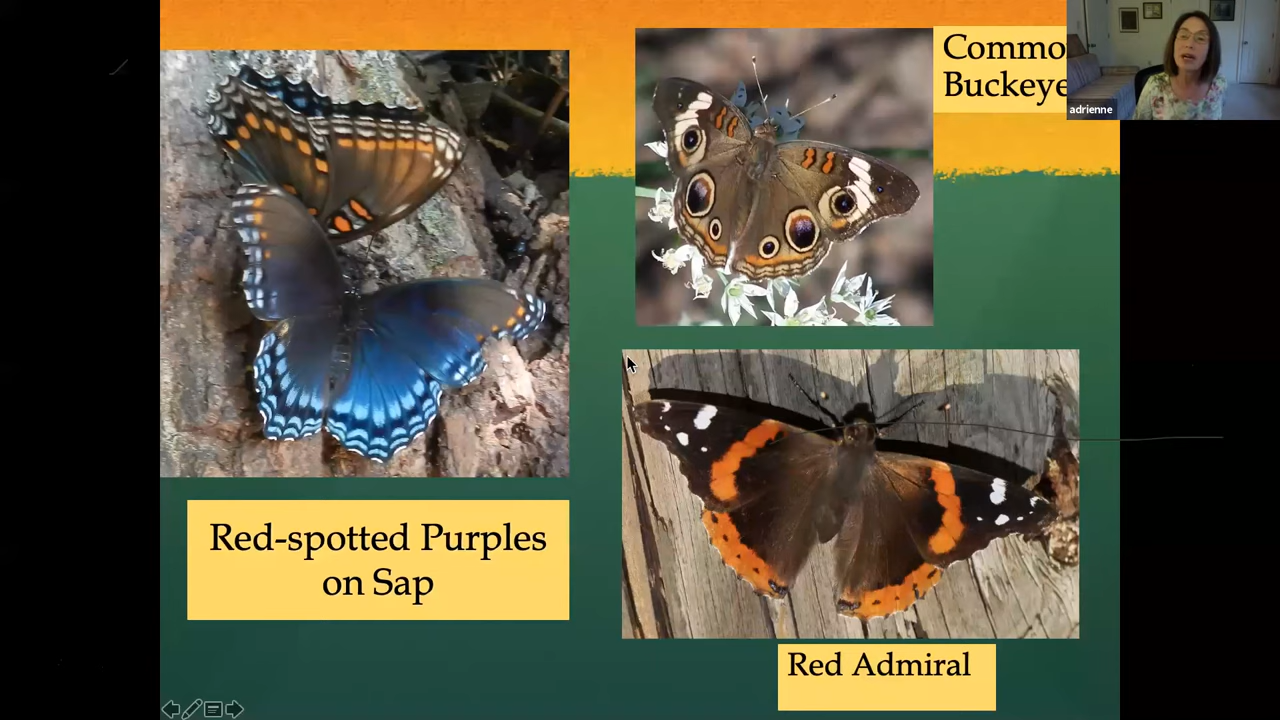 Commo
Buckeye
adrienne
Red-spotted Purples
on Sap
Red Admiral